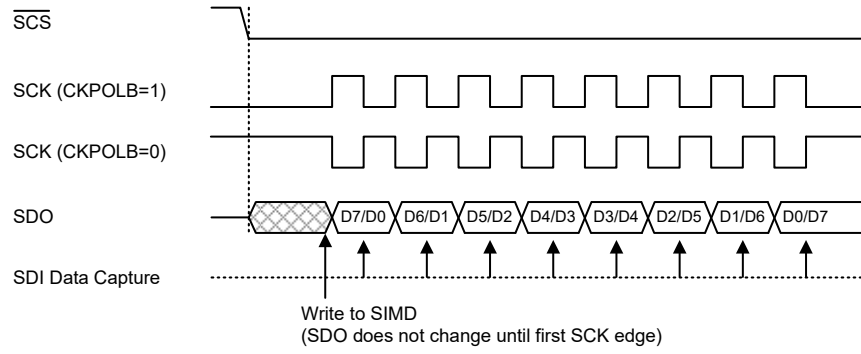 SCS
SCK (CKPOLB=1)
SCK (CKPOLB=0)
SDO D7/D0 D6/D1 D5/D2 D4/D3 D3/D4 D2/D5 D1/D6 D0/D7
SDI Data Capture
Write to SIMD
(SDO does not change until first SCK edge)